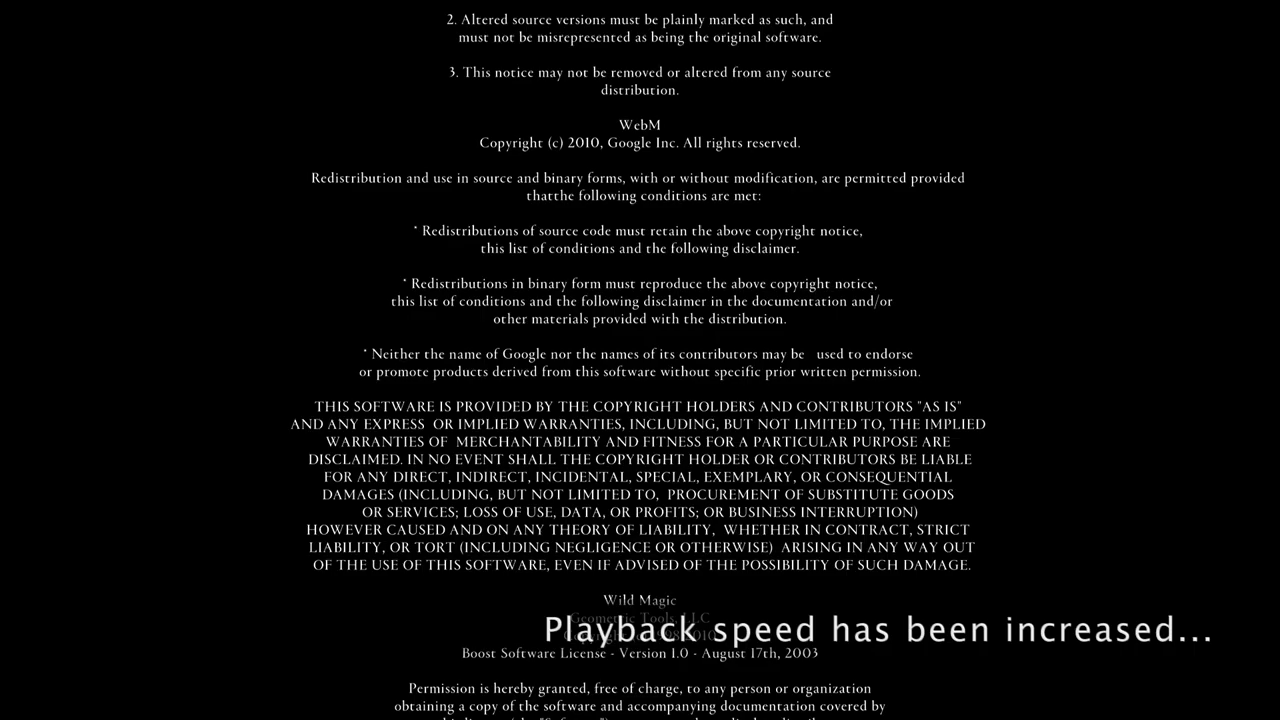 2. Altered source versions must be plainly marked as such, and
must not be misrepresented as being the original software.
3. This notice may not be removed or altered from any source
distribution.
WebM
Copyright (c) 2010, Google Inc. All rights reserved.
Redistribution and use in source and binary forms, with or without modification, are permitted provided
thatthe following conditions are met:
* Redistributions of source code must retain the above copyright notice,
this list of conditions and the following disclaimer.
* Redistributions in binary form must reproduce the above copyright notice,
this list of conditions and the following disclaimer in the documentation and/or
other materials provided with the distribution.
* Neither the name of Google nor the names of its contributors may be used to endorse
or promote products derived from this software without specific prior written permission.
THIS SOFTWARE IS PROVIDED BY THE COPYRIGHT HOLDERS AND CONTRIBUTORS "AS IS"
AND ANY EXPRESS OR IMPLIED WARRANTIES, INCLUDING, BUT NOT LIMITED TO, THE IMPLIED
WARRANTIES OF MERCHANTABILITY AND FITNESS FOR A PARTICULAR PURPOSE ARE
DISCLAIMED. IN NO EVENT SHALL THE COPYRIGHT HOLDER OR CONTRIBUTORS BE LIABLE
FOR ANY DIRECT, INDIRECT, INCIDENTAL, SPECIAL, EXEMPLARY, OR CONSEQUENTIAL
DAMAGES (INCLUDING, BUT NOT LIMITED TO, PROCUREMENT OF SUBSTITUTE GOODS
OR SERVICES; LOSS OF USE, DATA, OR PROFITS; OR BUSINESS INTERRUPTION)
HOWEVER CAUSED AND ON ANY THEORY OF LIABILITY, WHETHER IN CONTRACT, STRICT
LIABILITY, OR TORT (INCLUDING NEGLIGENCE OR OTHERWISE) ARISING IN ANY WAY OUT
OF THE USE OF THIS SOFTWARE, EVEN IF ADVISED OF THE POSSIBILITY OF SUCH DAMAGE.
Wild Magic
Geometric Tools, LLC
Playback speed has been increased...
Boost Software License - Version 1.0 - August 17th, 2003
Permission is hereby granted, free of charge, to any person or organization
obtaining a copy of the software and accompanying documentation covered by